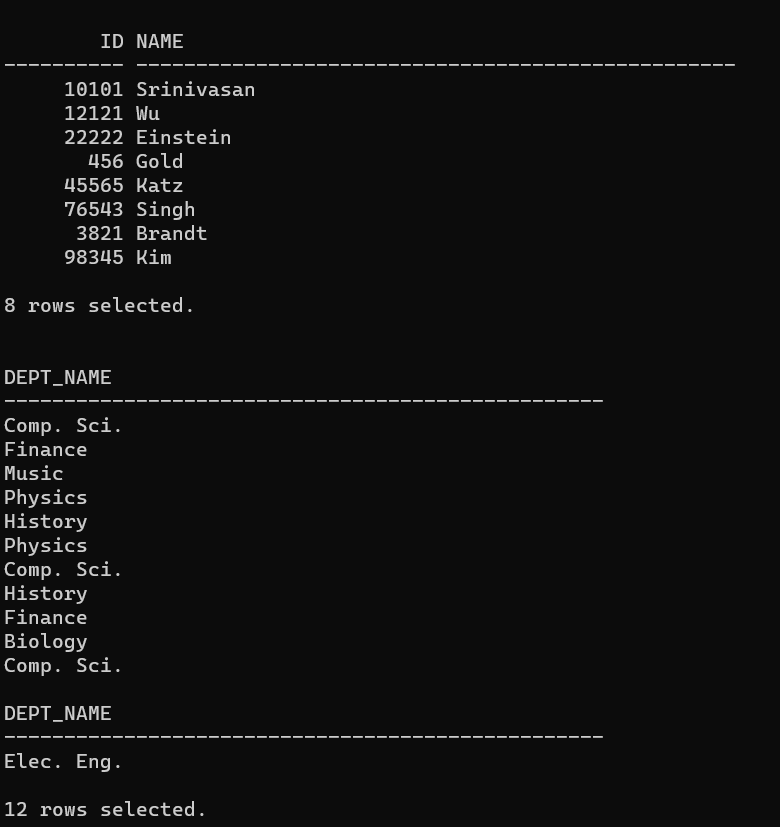 ID NAME
---------- --------------------------------------------------
     10101 Srinivasan
     12121 Wu
     22222 Einstein
       456 Gold
     45565 Katz
     76543 Singh
      3821 Brandt
     98345 Kim
8 rows selected.
DEPT_NAME
--------------------------------------------------
Comp. Sci.
Finance
Music
Physics
History
Physics
Comp. Sci.
History
Finance
Biology
Comp. Sci.
DEPT_NAME
--------------------------------------------------
Elec. Eng.
12 rows selected.